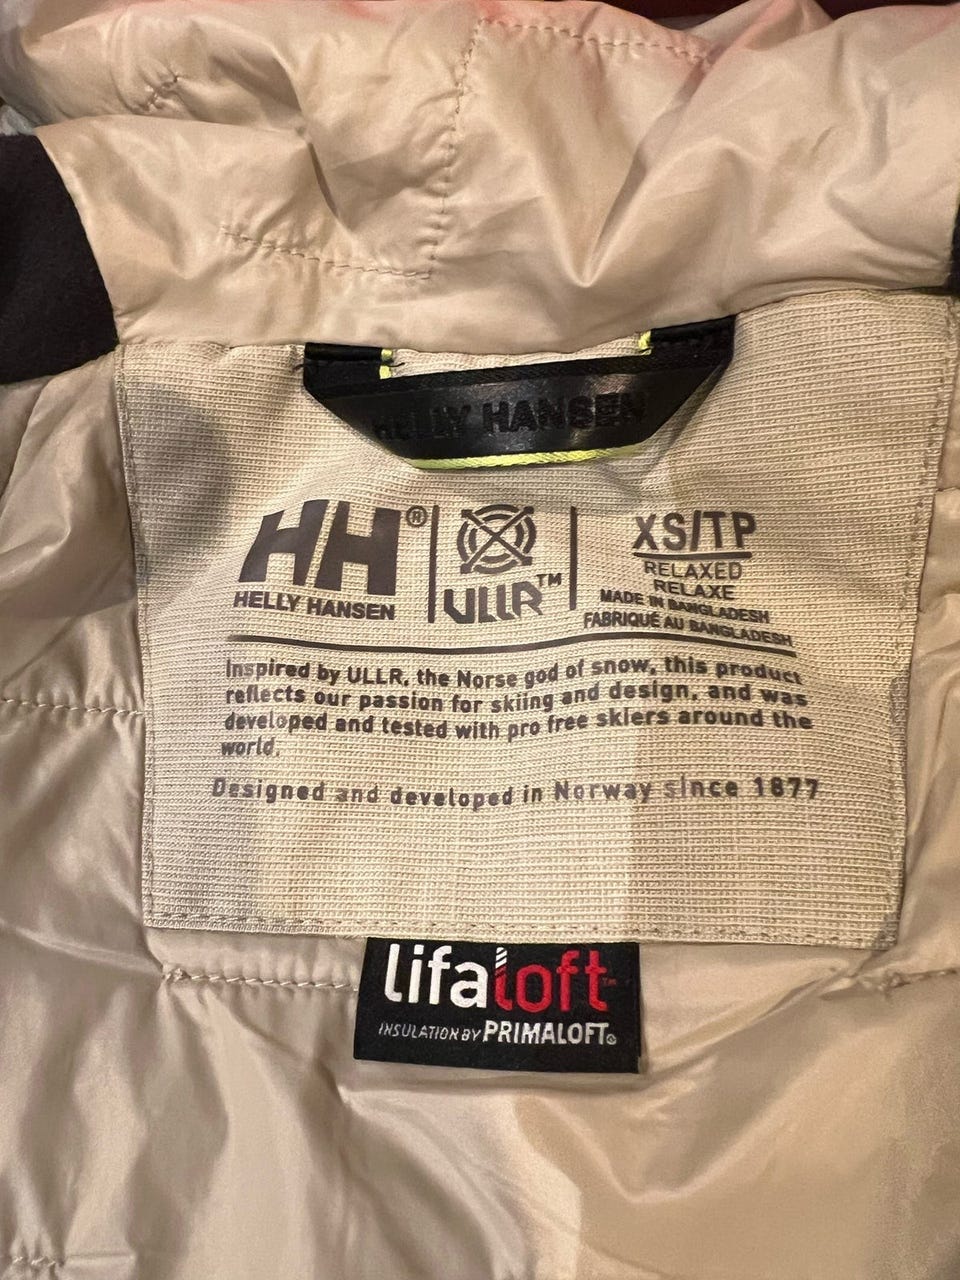 HELLY HANSEN
HH®
HELLY HANSEN
ULLR™
XS/TP
RELAXED
RELAXE
MADE IN BANGLADESH
FABRIQUÉ AU BANGLADESH
Inspired by ULLR, the Norse god of snow, this product
reflects our passion for skiing and design, and was
developed and tested with pro free skiers around the
world.
Designed and developed in Norway since 1877
lifaloft™
INSULATION BY PRIMALOFT®